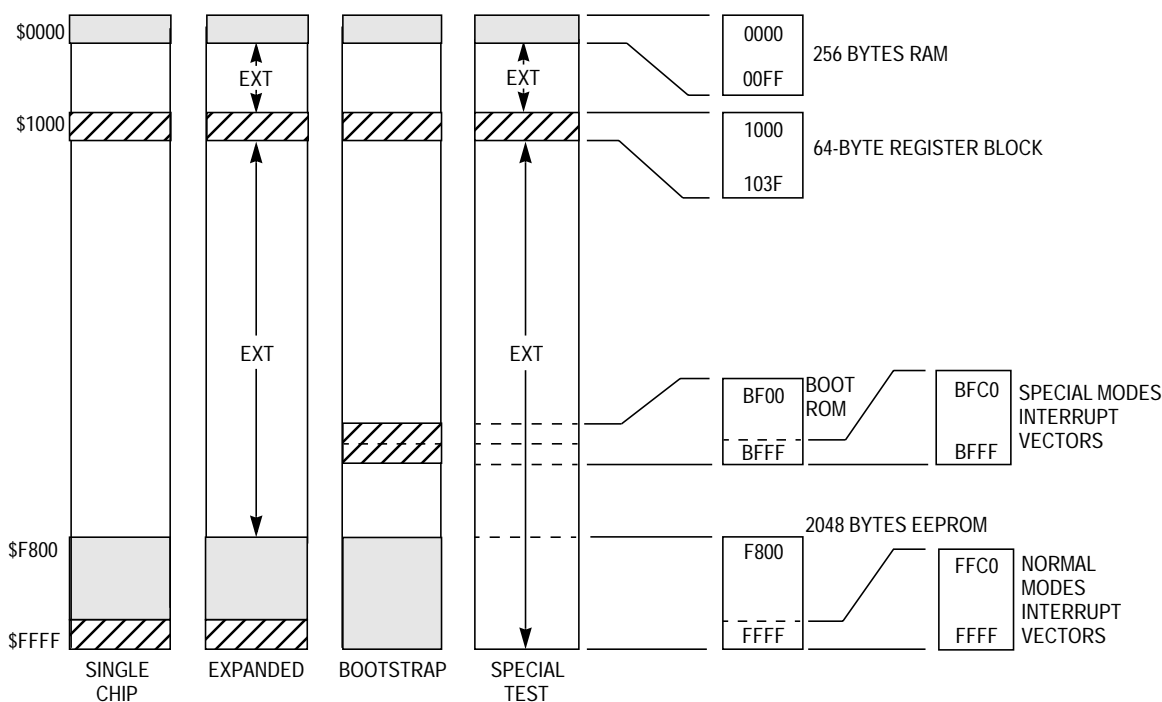 $0000
EXT
EXT
0000
00FF
256 BYTES RAM
$1000
1000
103F
64-BYTE REGISTER BLOCK
EXT
EXT
BF00
BFFF
BOOT
ROM
BFC0
BFFF
SPECIAL MODES
INTERRUPT
VECTORS
2048 BYTES EEPROM
$F800
F800
FFFF
FFC0
FFFF
NORMAL
MODES
INTERRUPT
VECTORS
$FFFF
SINGLE
CHIP
EXPANDED
BOOTSTRAP
SPECIAL
TEST